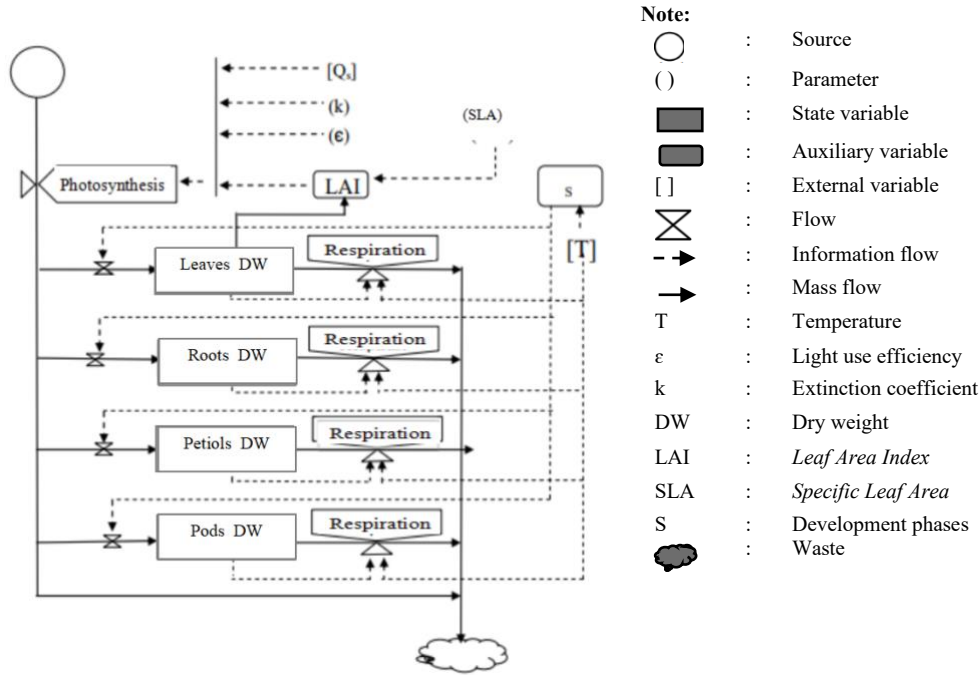 [Qs]
(k)
(ε)
(SLA)
Photosynthesis
LAI
s
[T]
Leaves DW
Respiration
Roots DW
Respiration
Petiols DW
Respiration
Pods DW
Respiration
Note:
: Source
( ) : Parameter
: State variable
: Auxiliary variable
[ ] : External variable
: Flow
: Information flow
: Mass flow
T : Temperature
ε : Light use efficiency
k : Extinction coefficient
DW : Dry weight
LAI : Leaf Area Index
SLA : Specific Leaf Area
S : Development phases
: Waste